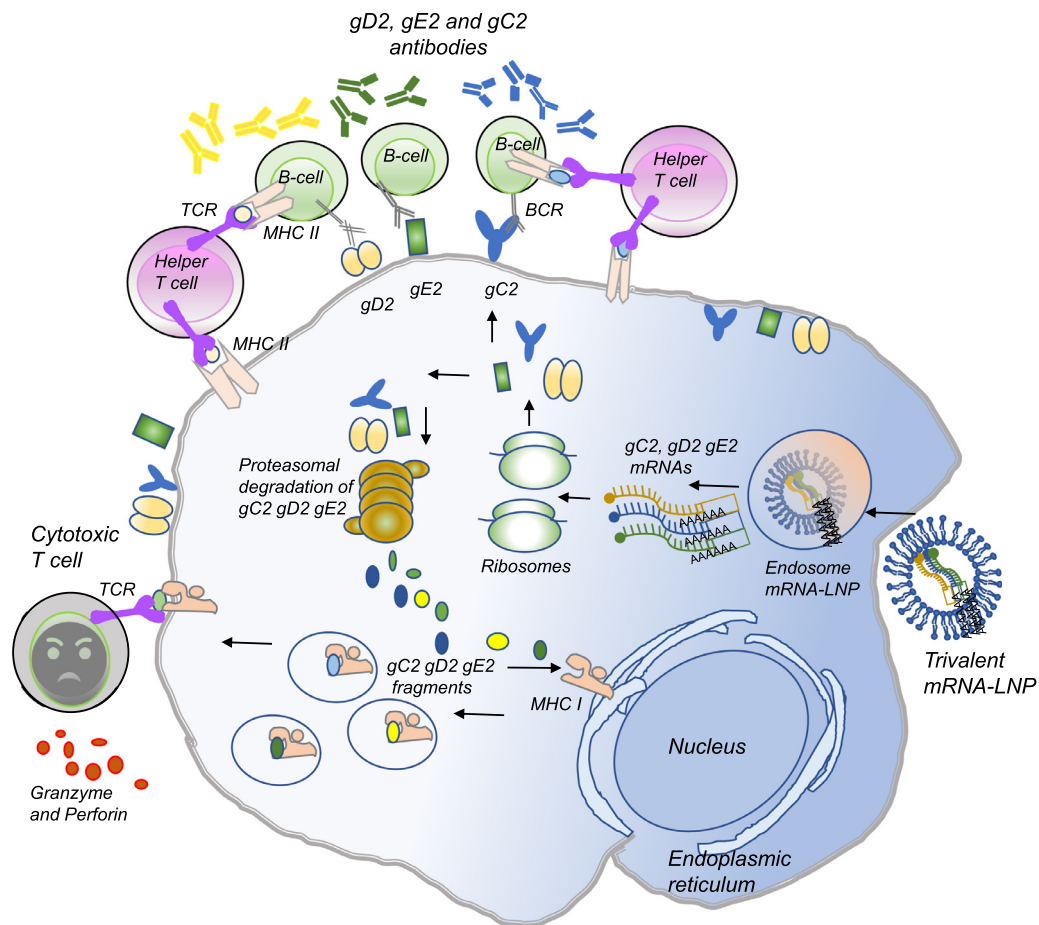 gD2, gE2 and gC2
antibodies
B-cell
B-cell
B-cell
Helper
T cell
TCR
MHC II
BCR
Helper
T cell
MHC II
gD2
gE2
gC2
Proteasomal
degradation of
gC2 gD2 gE2
gC2, gD2 gE2
mRNAs
AAAAAA
AAAAAA
AAAAAA
Ribosomes
Endosome
mRNA-LNP
Cytotoxic
T cell
TCR
gC2 gD2 gE2
fragments
MHC I
Trivalent
mRNA-LNP
Nucleus
Granzyme
and Perforin
Endoplasmic
reticulum